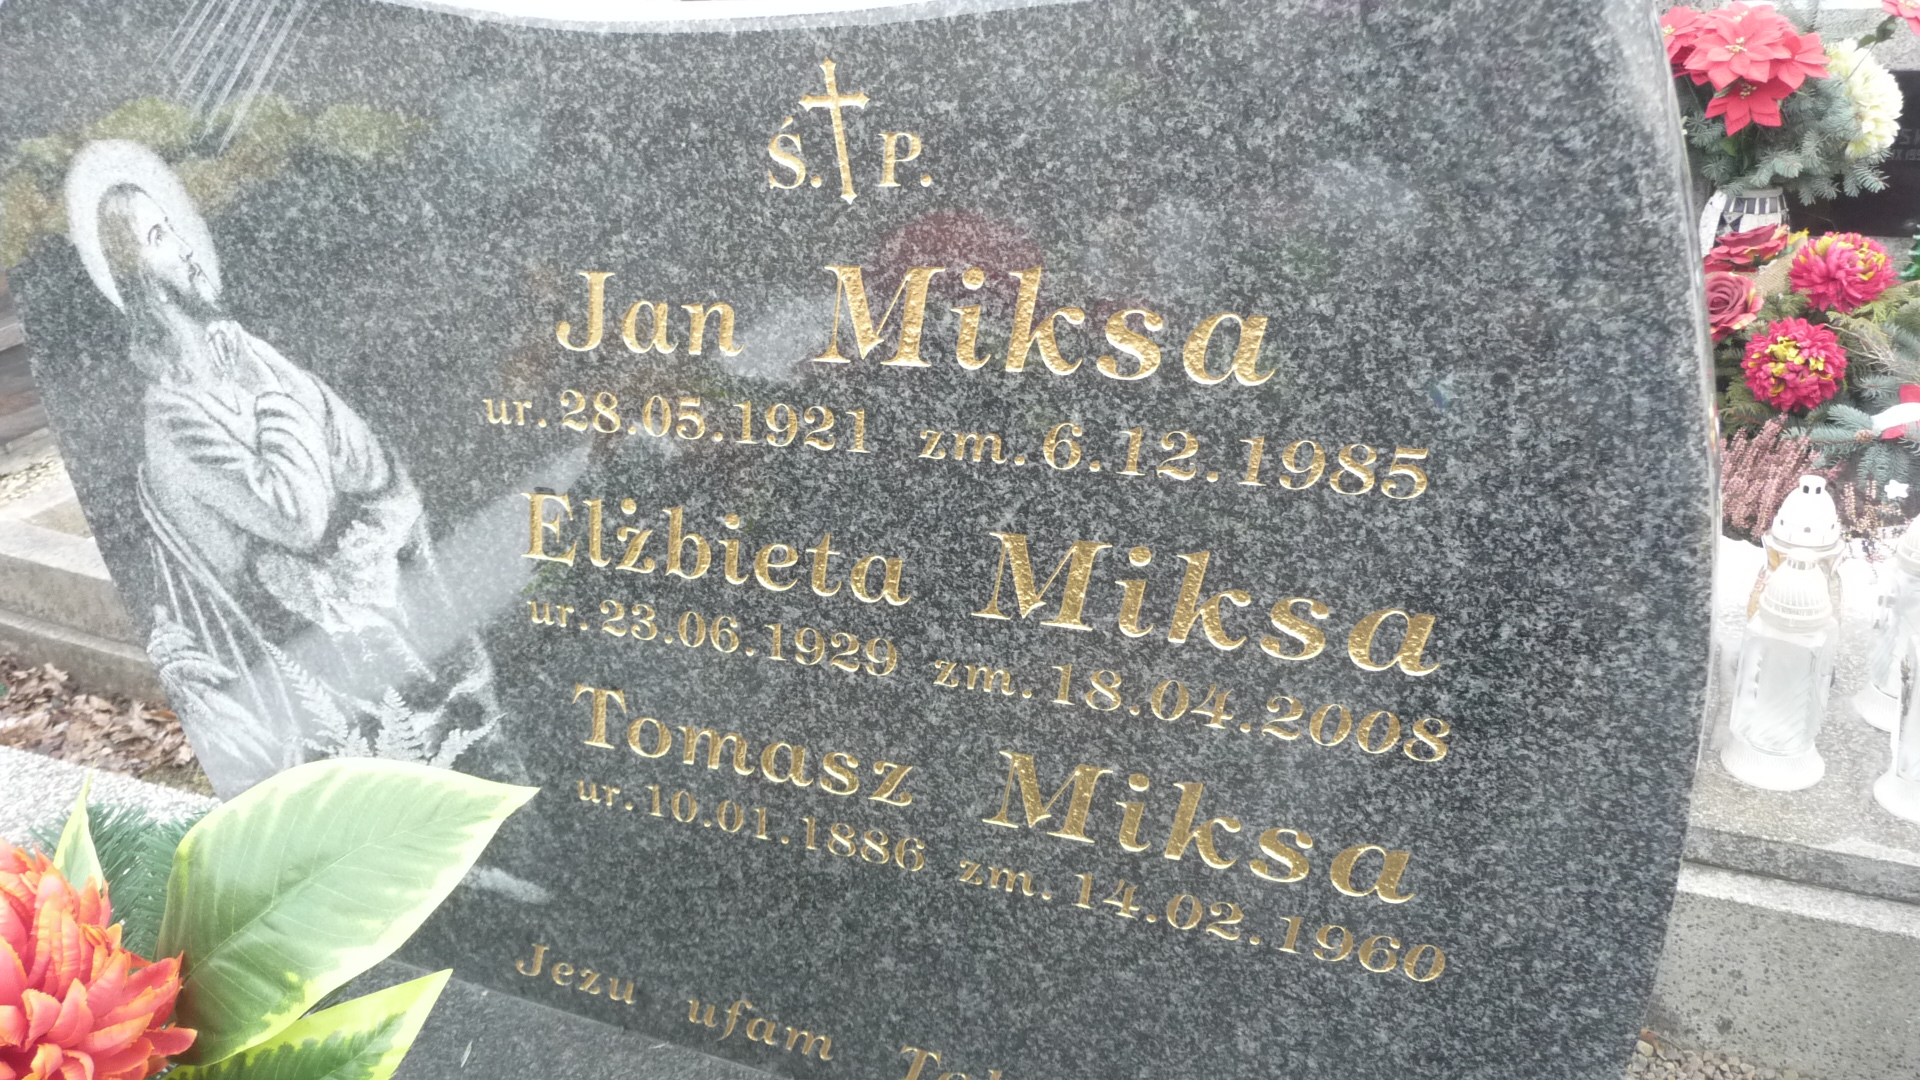 Ś. P.
Jan Miksa
ur. 28.05.1921 zm. 6.12.1985
Elżbieta Miksa
ur. 23.06.1929 zm. 18.04.2008
Tomasz Miksa
ur. 10.01.1886 zm. 14.02.1960
Jezu ufam